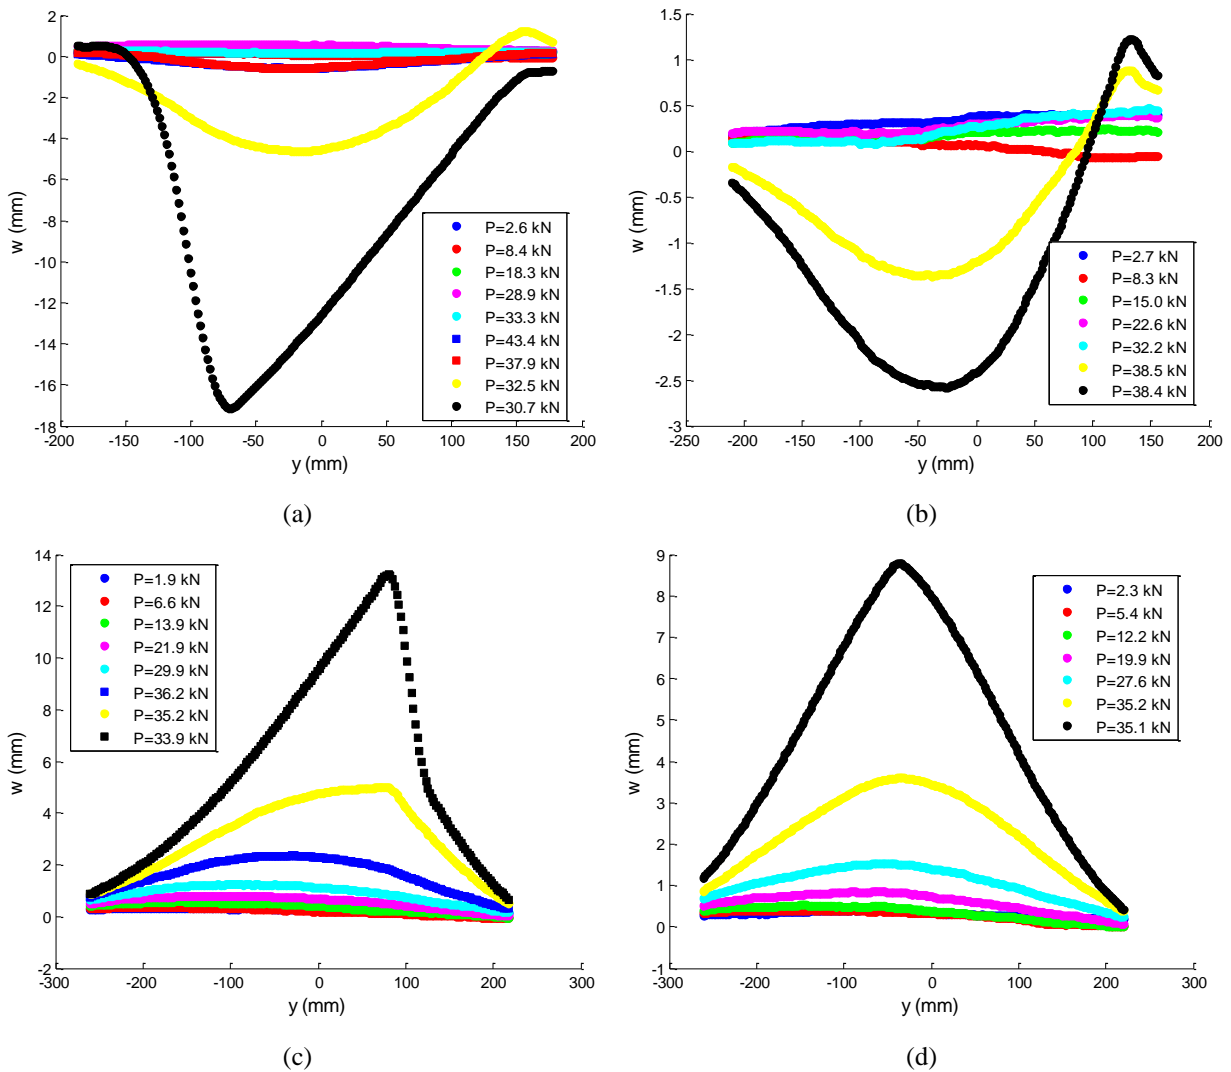 2
0
-2
-4
-6
-8
-10
-12
-14
-16
-18
-200 -150 -100 -50 0 50 100 150 200
w (mm)
y (mm)
P=2.6 kN
P=8.4 kN
P=18.3 kN
P=28.9 kN
P=33.3 kN
P=43.4 kN
P=37.9 kN
P=32.5 kN
P=30.7 kN
(a)
1.5
1
0.5
0
-0.5
-1
-1.5
-2
-2.5
-3
-250 -200 -150 -100 -50 0 50 100 150 200
w (mm)
y (mm)
P=2.7 kN
P=8.3 kN
P=15.0 kN
P=22.6 kN
P=32.2 kN
P=38.5 kN
P=38.4 kN
(b)
14
12
10
8
6
4
2
0
-2
-300 -200 -100 0 100 200 300
w (mm)
y (mm)
P=1.9 kN
P=6.6 kN
P=13.9 kN
P=21.9 kN
P=29.9 kN
P=36.2 kN
P=35.2 kN
P=33.9 kN
(c)
9
8
7
6
5
4
3
2
1
0
-1
-300 -200 -100 0 100 200 300
w (mm)
y (mm)
P=2.3 kN
P=5.4 kN
P=12.2 kN
P=19.9 kN
P=27.6 kN
P=35.2 kN
P=35.1 kN
(d)